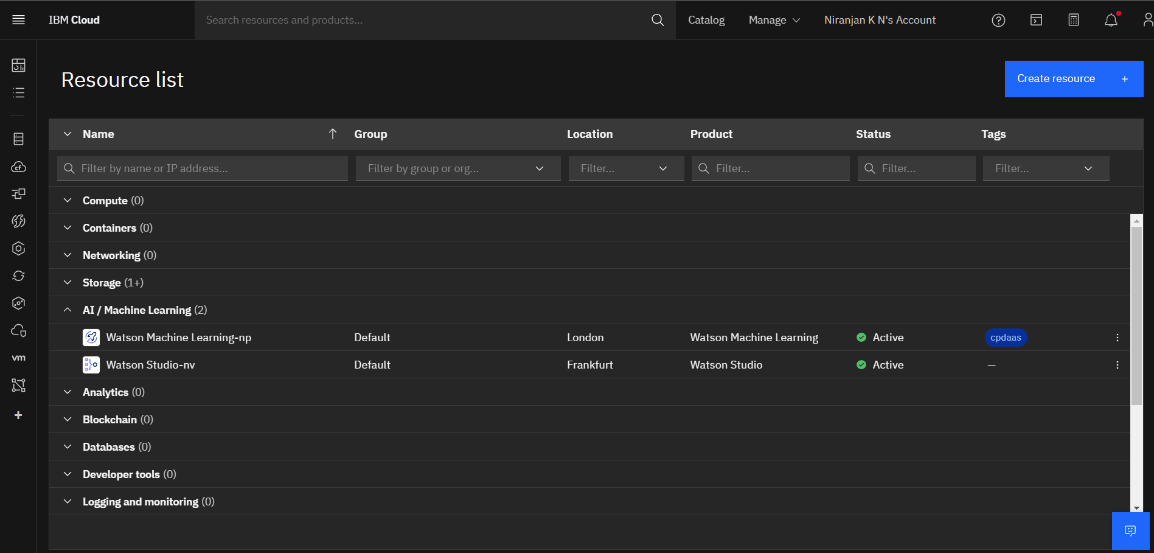 IBM Cloud Search resources and products... Catalog Manage Niranjan K N's Account
Resource list
Create resource +
Name Group Location Product Status Tags
Filter by name or IP address... Filter by group or org... Filter... Filter... Filter... Filter...
Compute (0)
Containers (0)
Networking (0)
Storage (1+)
AI / Machine Learning (2)
Watson Machine Learning-np Default London Watson Machine Learning Active cpdaas
Watson Studio-nv Default Frankfurt Watson Studio Active —
vm
Analytics (0)
Blockchain (0)
Databases (0)
Developer tools (0)
Logging and monitoring (0)